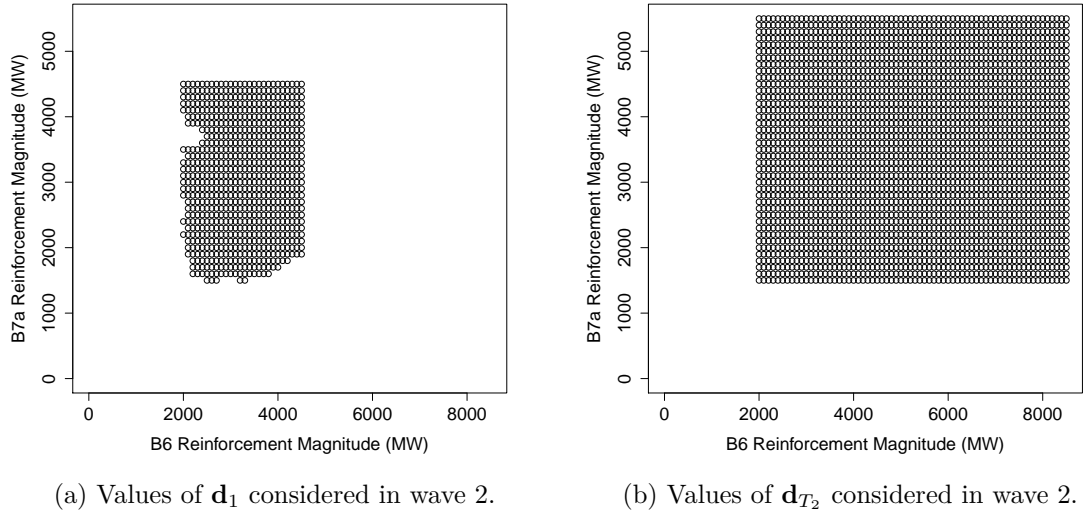 B7a Reinforcement Magnitude (MW)
5000
4000
3000
2000
1000
0
0 2000 4000 6000 8000
B6 Reinforcement Magnitude (MW)
(a) Values of d₁ considered in wave 2.
B7a Reinforcement Magnitude (MW)
5000
4000
3000
2000
1000
0
0 2000 4000 6000 8000
B6 Reinforcement Magnitude (MW)
(b) Values of d_{T₂} considered in wave 2.